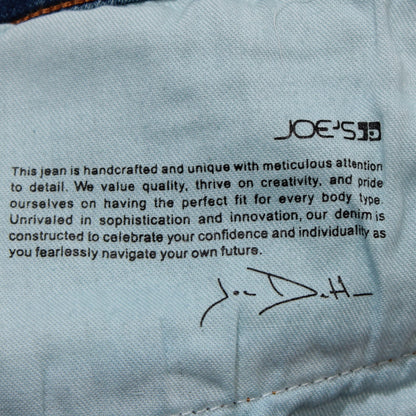 JOE'S
This jean is handcrafted and unique with meticulous attention
to detail. We value quality, thrive on creativity, and pride
ourselves on having the perfect fit for every body type.
Unrivaled in sophistication and innovation, our denim is
constructed to celebrate your confidence and individuality as
you fearlessly navigate your own future.
Joe